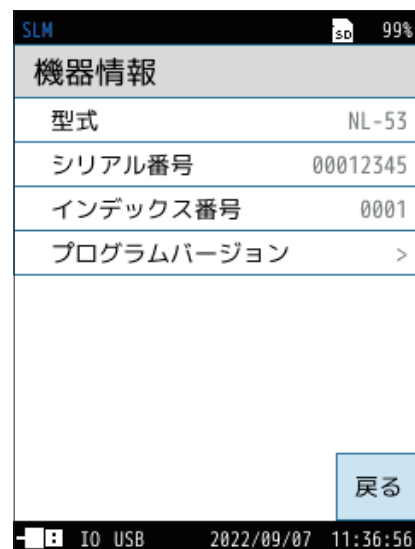 SLM SD 99%
機器情報
型式 NL-53
シリアル番号 00012345
インデックス番号 0001
プログラムバージョン >
戻る
IO USB 2022/09/07 11:36:56